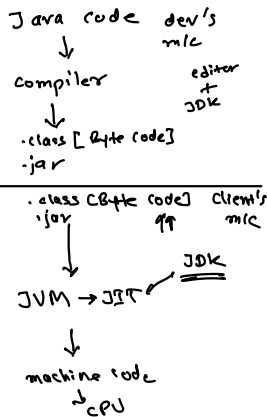 Java code dev's
m/c
compiler
editor
+
JDK
.class [Byte Code]
.jar
.class [Byte Code] Client's
.jar m/c
JDK
JVM → JIT
machine code
CPU